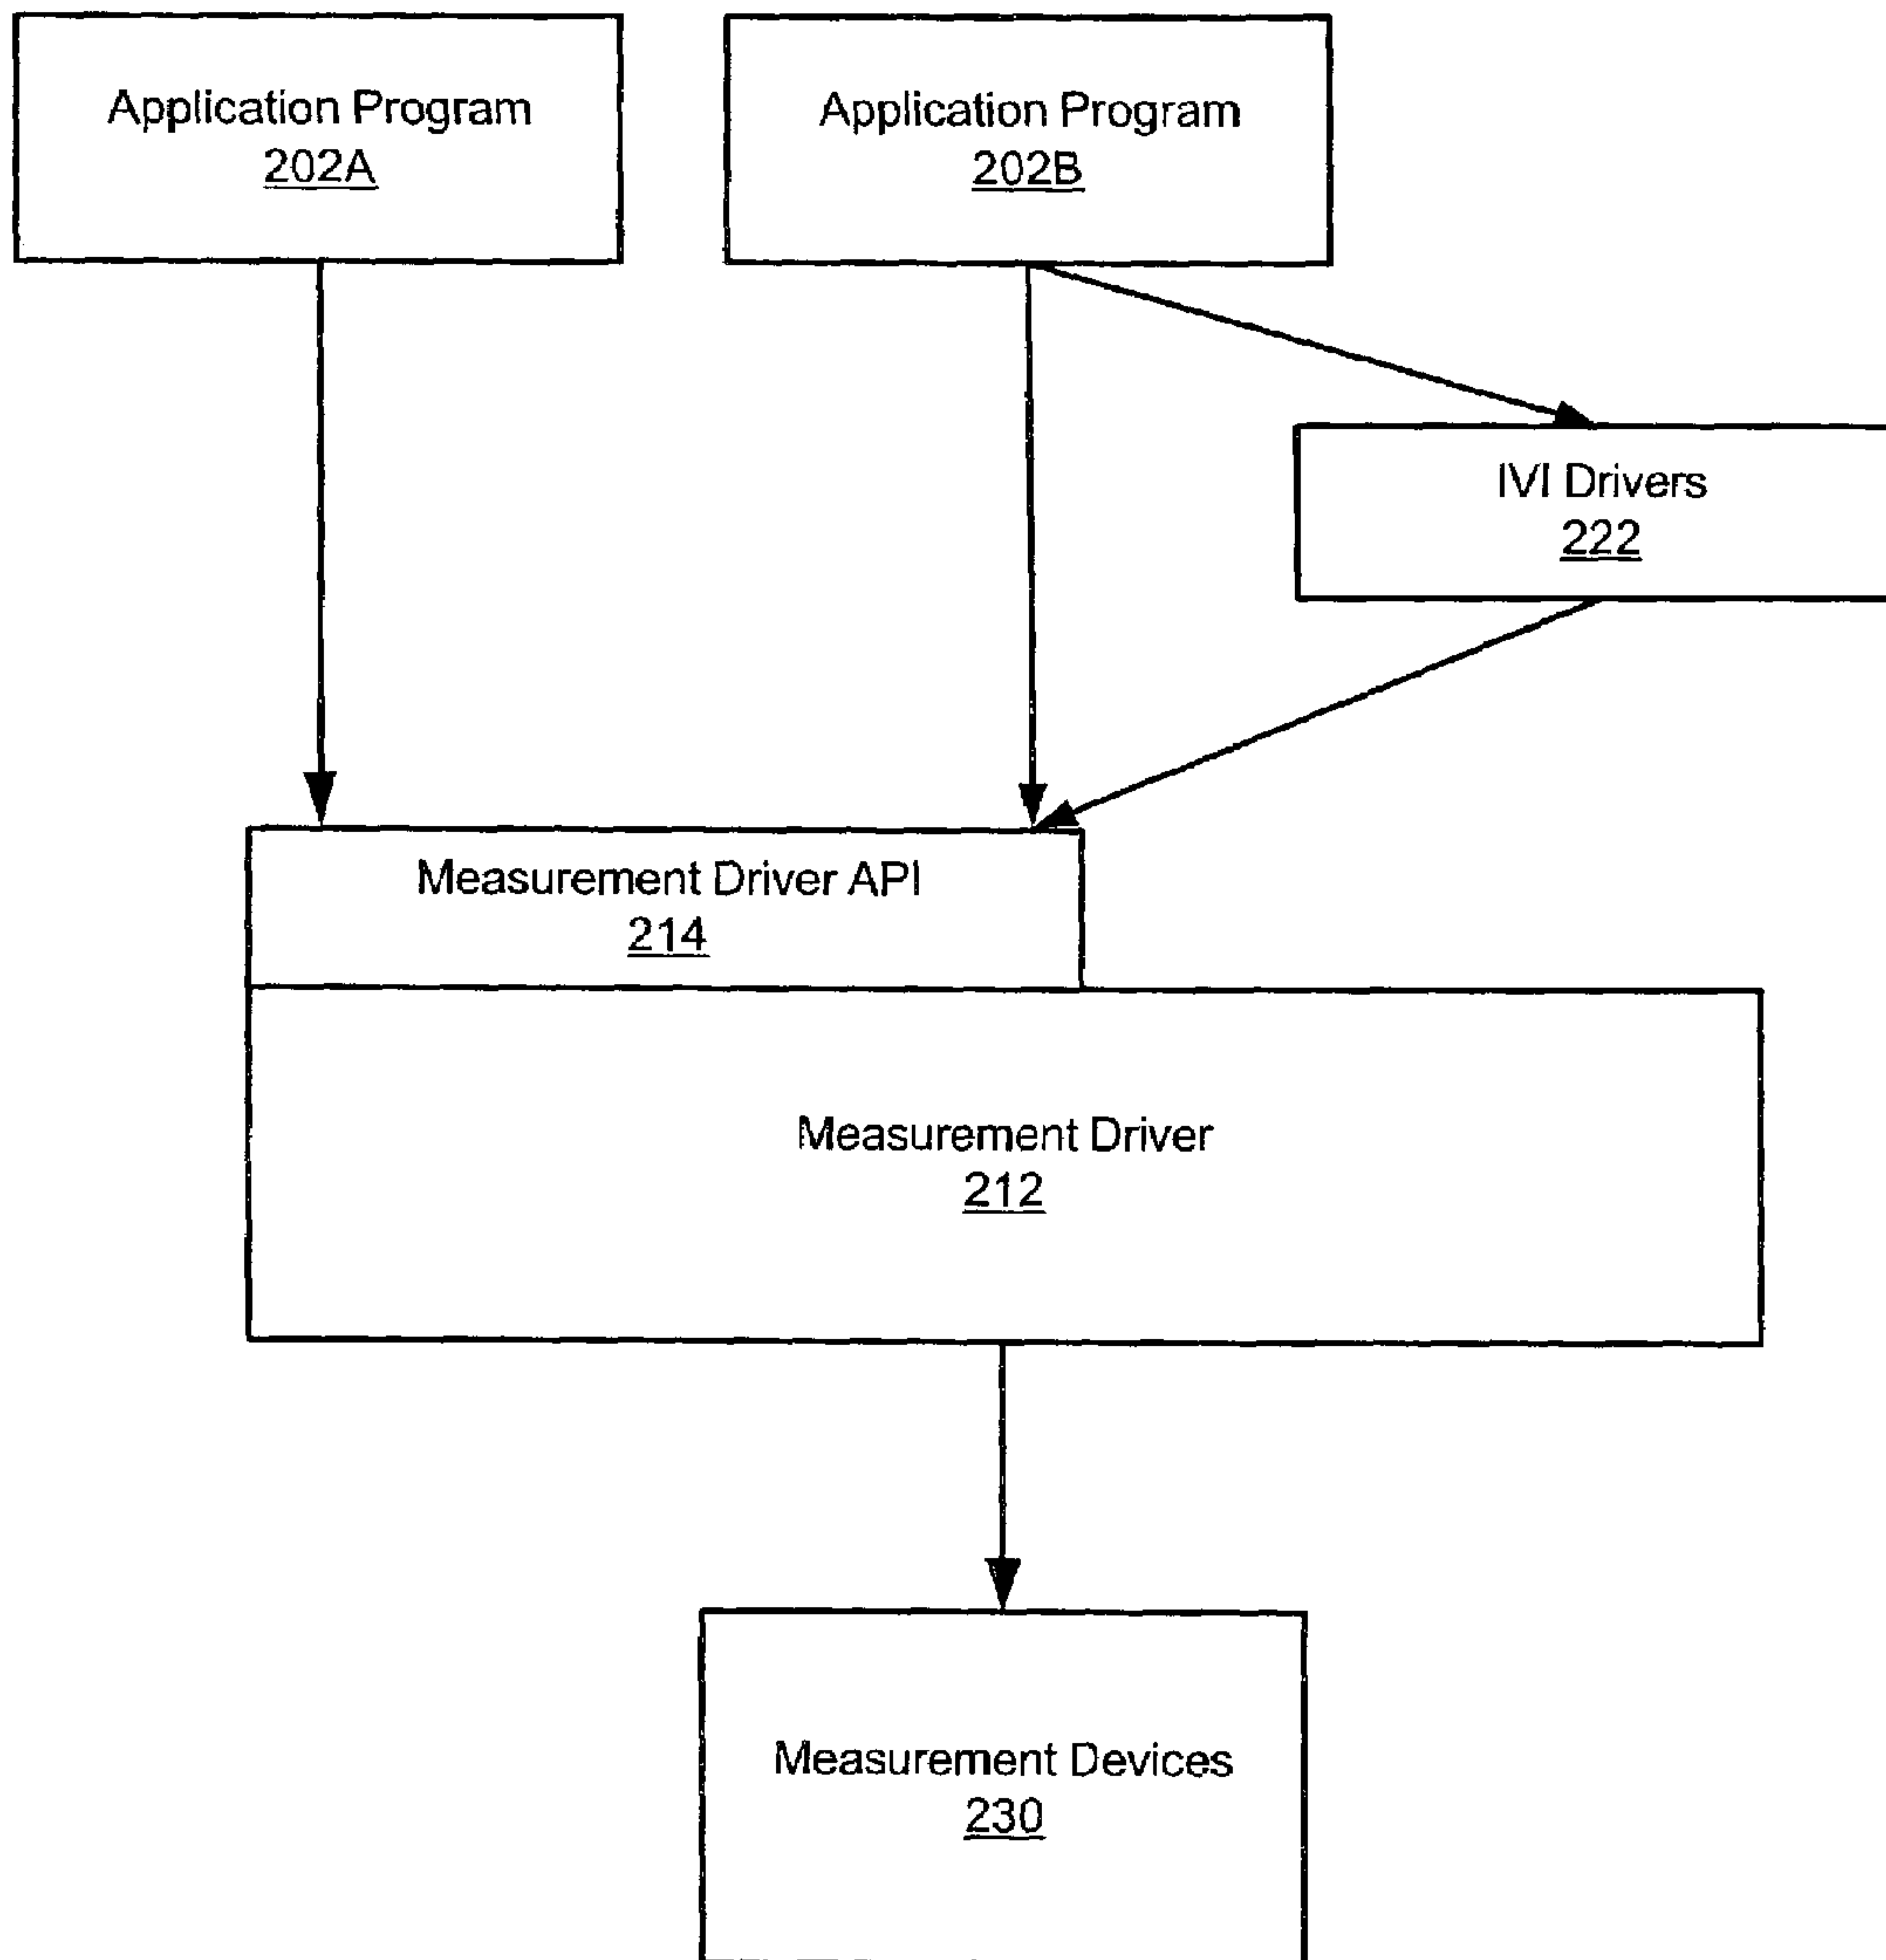 Application Program
202A
Application Program
202B
IVI Drivers
222
Measurement Driver API
214
Measurement Driver
212
Measurement Devices
230